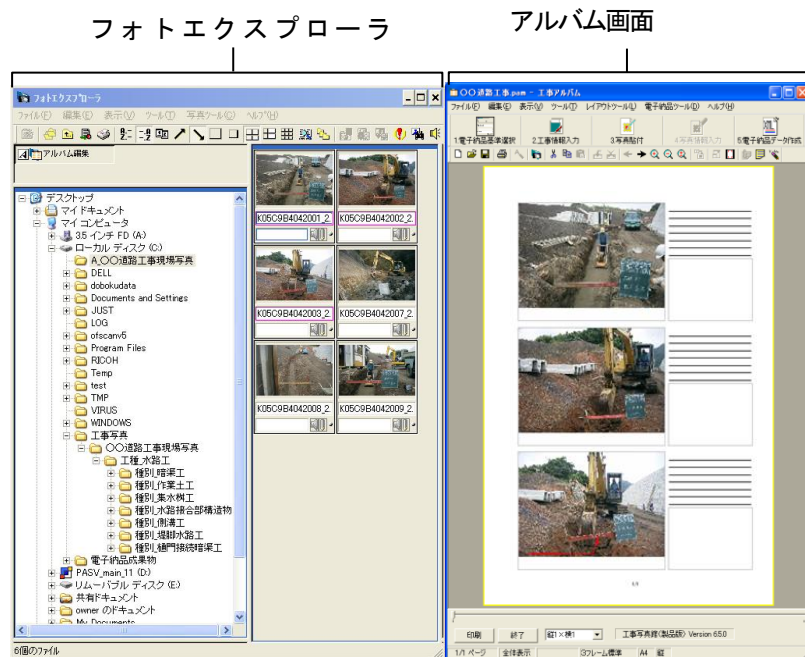 フォトエクスプローラ
アルバム画面
フォトエクスプローラ
ファイル(F) 編集(E) 表示(V) ツール(T) 写真ツール(C) ヘルプ(H)
アルバム編集
デスクトップ
マイ ドキュメント
マイ コンピュータ
3.5 インチ FD (A:)
ローカル ディスク (C:)
A_〇〇道路工事現場写真
DELL
dobokudata
Documents and Settings
JUST
LOG
ofscanv5
Program Files
RICOH
Temp
test
TMP
VIRUS
WINDOWS
工事写真
〇〇道路工事現場写真
工種_水路工
種別_暗渠工
種別_作業土工
種別_集水桝工
種別_水路接合部構造物
種別_側溝工
種別_堤脚水路工
種別_樋門接続暗渠工
電子納品成果物
PASV_main_11 (D:)
リムーバブル ディスク (E:)
共有ドキュメント
owner のドキュメント
My Documents
6個のファイル
K05C9B4042001_2.
K05C9B4042002_2.
K05C9B4042003_2.
K05C9B4042007_2.
K05C9B4042008_2.
K05C9B4042009_2.
〇〇道路工事.pam - 工事アルバム
ファイル(F) 編集(E) 表示(V) ツール(T) レイアウトツール(L) 電子納品ツール(D) ヘルプ(H)
1.電子納品基準選択 2.工事情報入力 3.写真貼付 4.写真情報入力 5.電子納品データ作成
1/1
印刷 終了 縦1×横1 工事写真館(製品版) Version 6.5.0
1/1 ページ 全体表示 3フレーム標準 A4 縦